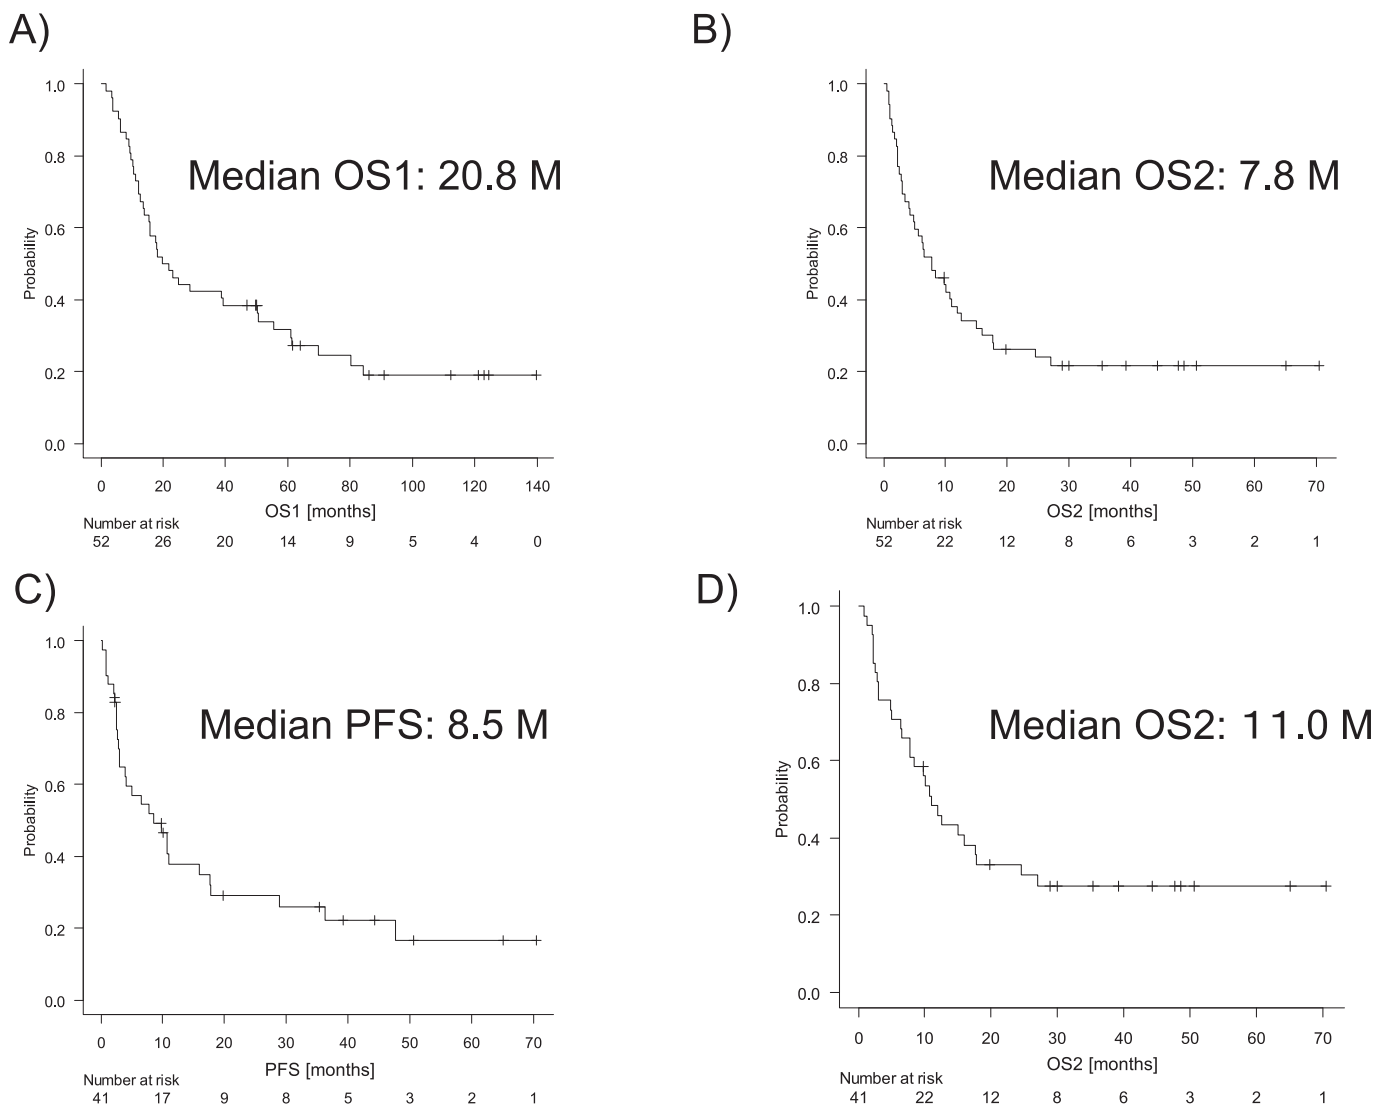 A)
1.0
0.8
0.6
0.4
0.2
0.0
Probability
Median OS1: 20.8 M
0 20 40 60 80 100 120 140
OS1 [months]
Number at risk
52 26 20 14 9 5 4 0
B)
1.0
0.8
0.6
0.4
0.2
0.0
Probability
Median OS2: 7.8 M
0 10 20 30 40 50 60 70
OS2 [months]
Number at risk
52 22 12 8 6 3 2 1
C)
1.0
0.8
0.6
0.4
0.2
0.0
Probability
Median PFS: 8.5 M
0 10 20 30 40 50 60 70
PFS [months]
Number at risk
41 17 9 8 5 3 2 1
D)
1.0
0.8
0.6
0.4
0.2
0.0
Probability
Median OS2: 11.0 M
0 10 20 30 40 50 60 70
OS2 [months]
Number at risk
41 22 12 8 6 3 2 1